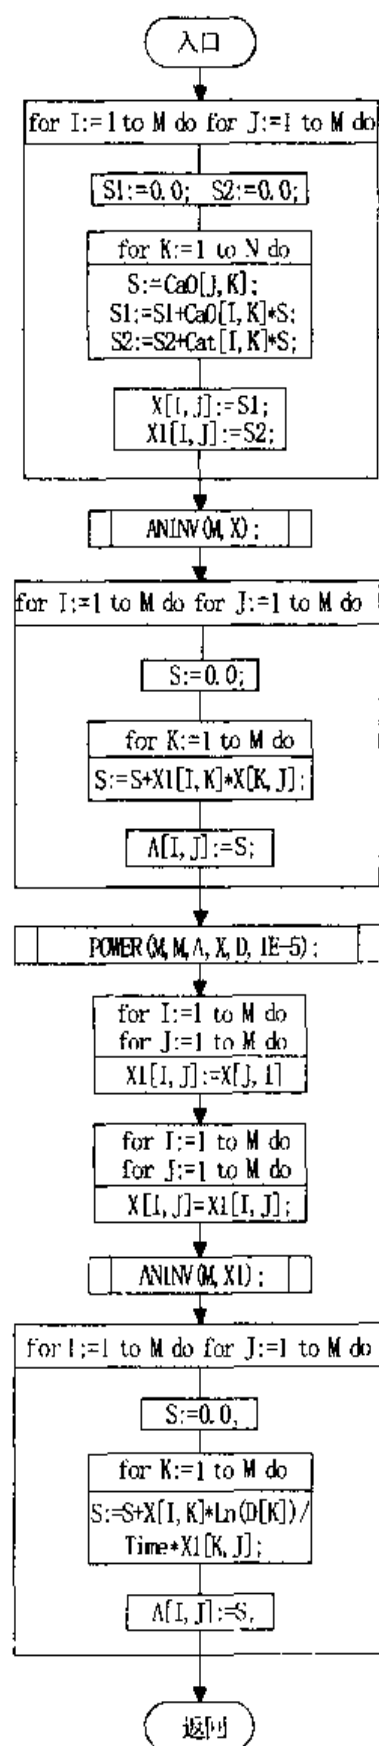 入口
for I:=1 to M do for J:=1 to M do
S1:=0.0; S2:=0.0;
for K:=1 to N do
S:=Ca0[J,K];
S1:=S1+Ca0[I,K]*S;
S2:=S2+Cat[I,K]*S;
X[I,J]:=S1;
X1[I,J]:=S2;
ANINV(M,X);
for I:=1 to M do for J:=1 to M do
S:=0.0;
for K:=1 to M do
S:=S+X1[I,K]*X[K,J];
A[I,J]:=S;
POWER(M,M,A,X,D,1E-5);
for I:=1 to M do
for J:=1 to M do
X1[I,J]:=X[J,I]
for I:=1 to M do
for J:=1 to M do
X[I,J]=X1[I,J];
ANINV(M,X1);
for I:=1 to M do for J:=1 to M do
S:=0.0,
for K:=1 to M do
S:=S+X[I,K]*Ln(D[K])/
Time*X1[K,J];
A[I,J]:=S,
返回